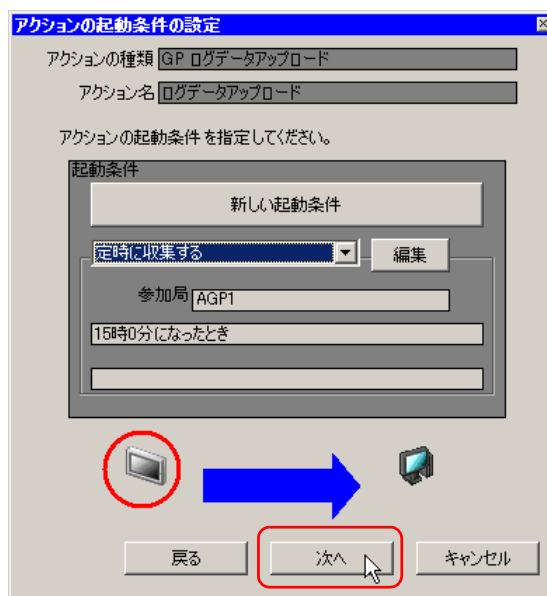 アクションの起動条件の設定
アクションの種類 GP ログデータアップロード
アクション名 ログデータアップロード
アクションの起動条件 を指定してください。
起動条件
新しい起動条件
定時に収集する 編集
参加局 AGP1
15時0分になったとき
戻る 次へ キャンセル